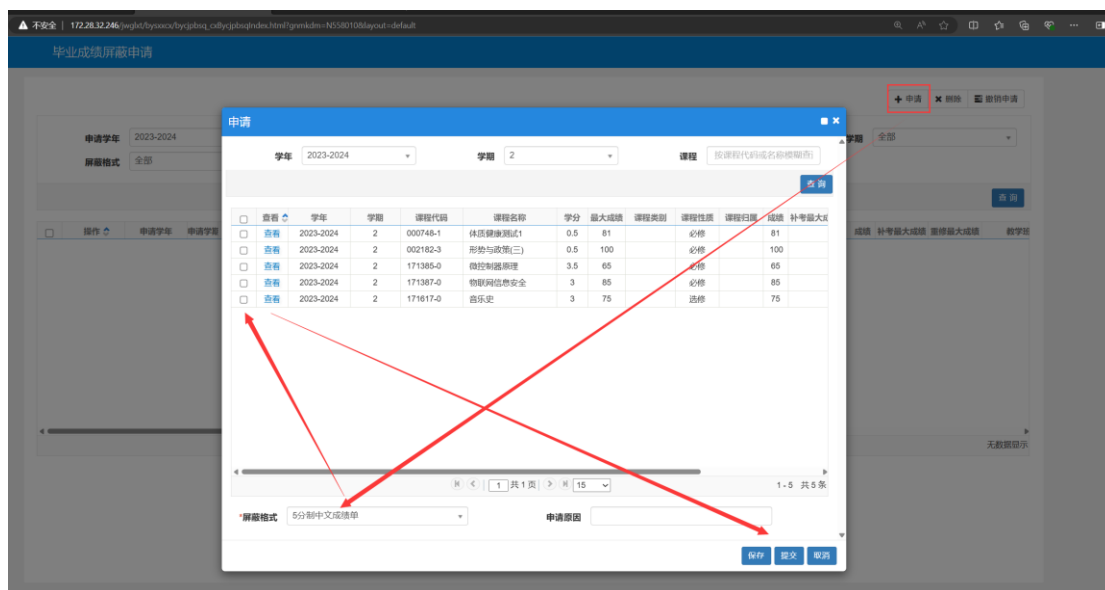 不安全 | 172.28.32.246/jwglxt/bysxxcx/bycjpbsq_cxBycjpbsqIndex.html?gnmkdm=N558010&layout=default
毕业成绩屏蔽申请
申请 删除 撤销申请
申请
申请学年 2023-2024
学期 全部
屏蔽格式 全部
学年 2023-2024 学期 2 课程 按课程代码或名称模糊查询
查询
查询
操作 申请学年 申请学期
成绩 补考最大成绩 重修最大成绩 教学班
查看 学年 学期 课程代码 课程名称 学分 最大成绩 课程类别 课程性质 课程归属 成绩 补考最大成
查看 2023-2024 2 000748-1 体质健康测试1 0.5 81 必修 81
查看 2023-2024 2 002182-3 形势与政策(三) 0.5 100 必修 100
查看 2023-2024 2 171385-0 微控制器原理 3.5 65 必修 65
查看 2023-2024 2 171387-0 物联网信息安全 3 85 必修 85
查看 2023-2024 2 171617-0 音乐史 3 75 选修 75
无数据显示
1 共1页 15 1 - 5 共5条
*屏蔽格式 5分制中文成绩单 申请原因
保存 提交 取消